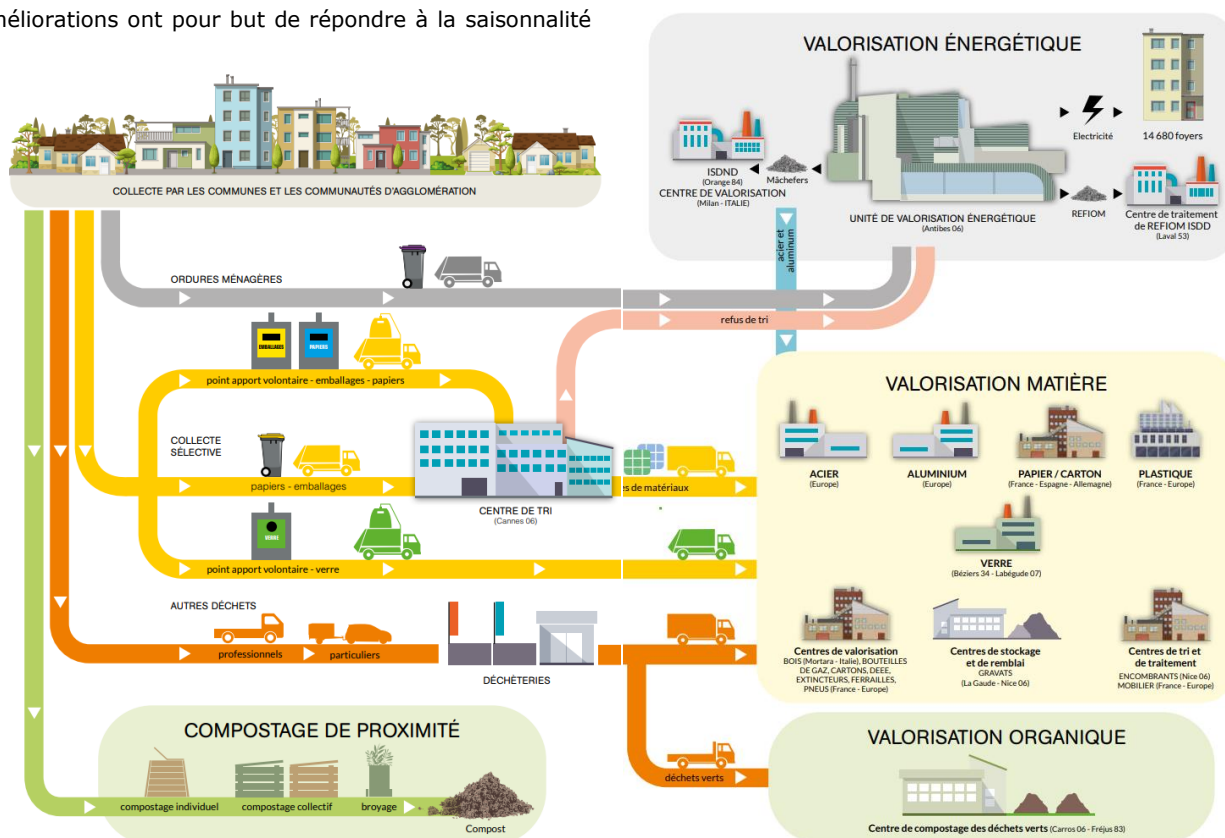 méliorations ont pour but de répondre à la saisonnalité
COLLECTE PAR LES COMMUNES ET LES COMMUNAUTÉS D'AGGLOMÉRATION
VALORISATION ÉNERGÉTIQUE
Electricité
14 680 foyers
ISDND
(Orange 84)
CENTRE DE VALORISATION
(Milan - ITALIE)
Mâchefers
UNITÉ DE VALORISATION ÉNERGÉTIQUE
(Antibes 06)
REFIOM
Centre de traitement
de REFIOM ISDD
(Laval 53)
acier et
aluminum
ORDURES MÉNAGÈRES
refus de tri
EMBALLAGES
PAPIERS
point apport volontaire - emballages - papiers
COLLECTE
SÉLECTIVE
papiers - emballages
CENTRE DE TRI
(Cannes 06)
es de matériaux
VERRE
point apport volontaire - verre
VALORISATION MATIÈRE
ACIER
(Europe)
ALUMINIUM
(Europe)
PAPIER / CARTON
(France - Espagne - Allemagne)
PLASTIQUE
(France - Europe)
VERRE
(Béziers 34 - Labégude 07)
Centres de valorisation
BOIS (Mortara - Italie), BOUTEILLES
DE GAZ, CARTONS, DEEE,
EXTINCTEURS, FERRAILLES,
PNEUS (France - Europe)
Centres de stockage
et de remblai
GRAVATS
(La Gaude - Nice 06)
Centres de tri et
de traitement
ENCOMBRANTS (Nice 06)
MOBILIER (France - Europe)
AUTRES DÉCHETS
professionnels
particuliers
DÉCHÈTERIES
déchets verts
COMPOSTAGE DE PROXIMITÉ
compostage individuel
compostage collectif
broyage
Compost
VALORISATION ORGANIQUE
Centre de compostage des déchets verts (Carros 06 - Fréjus 83)